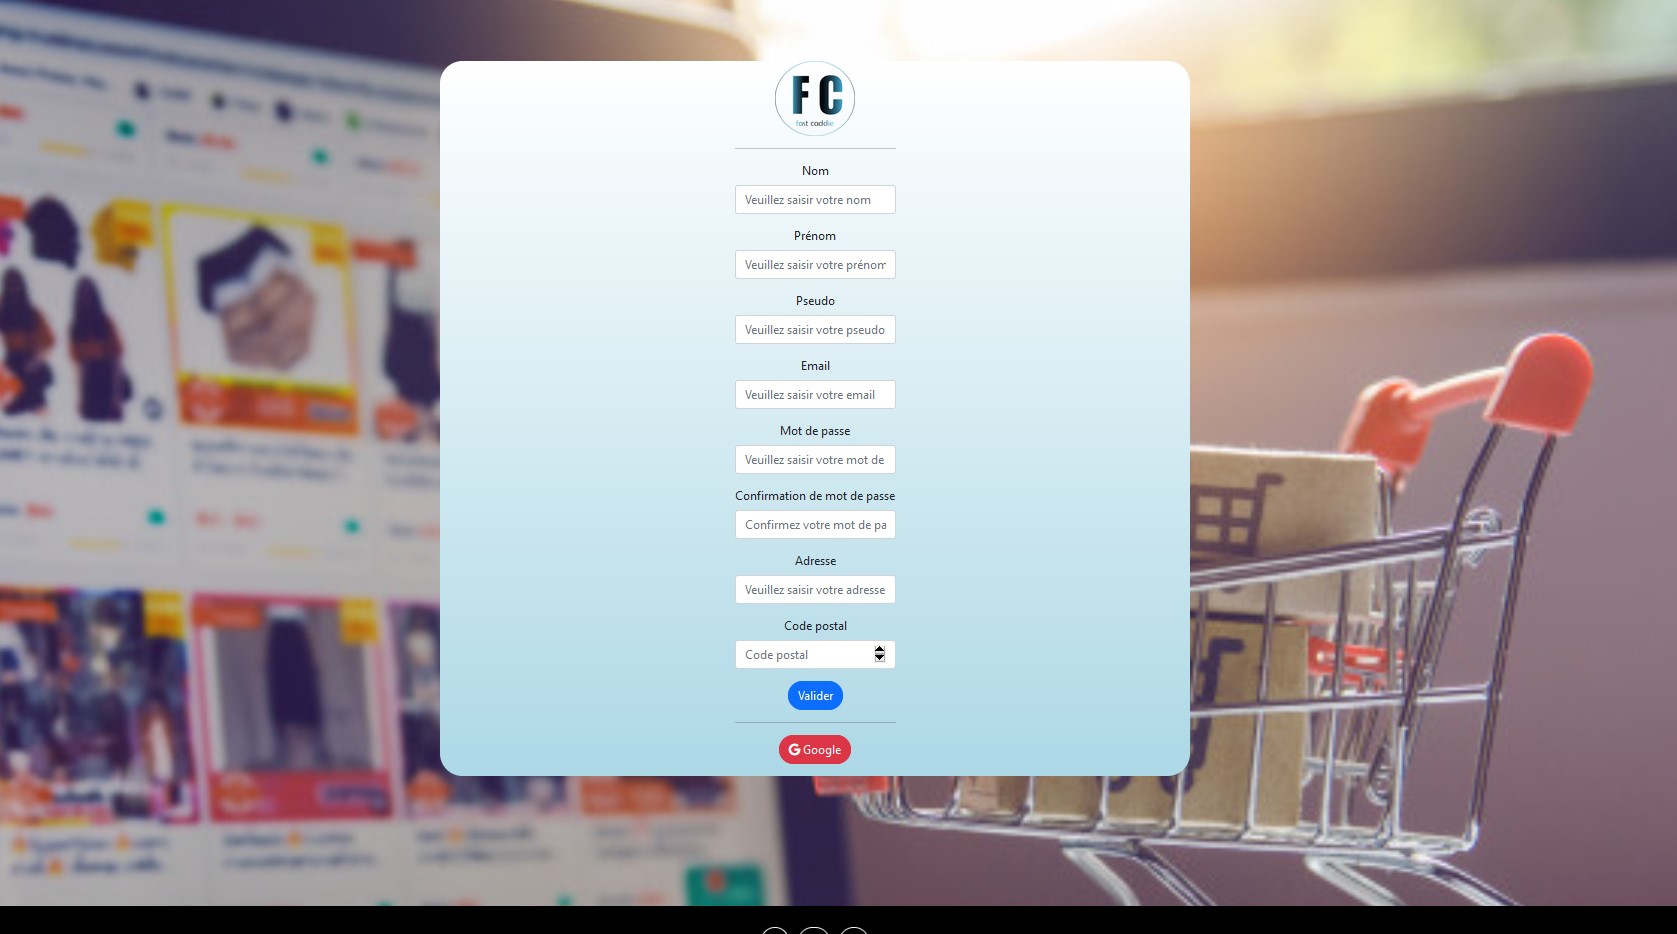 FC
fast caddie
Nom
Veuillez saisir votre nom
Prénom
Veuillez saisir votre prénom
Pseudo
Veuillez saisir votre pseudo
Email
Veuillez saisir votre email
Mot de passe
Veuillez saisir votre mot de
Confirmation de mot de passe
Confirmez votre mot de pa
Adresse
Veuillez saisir votre adresse
Code postal
Code postal
Valider
Google